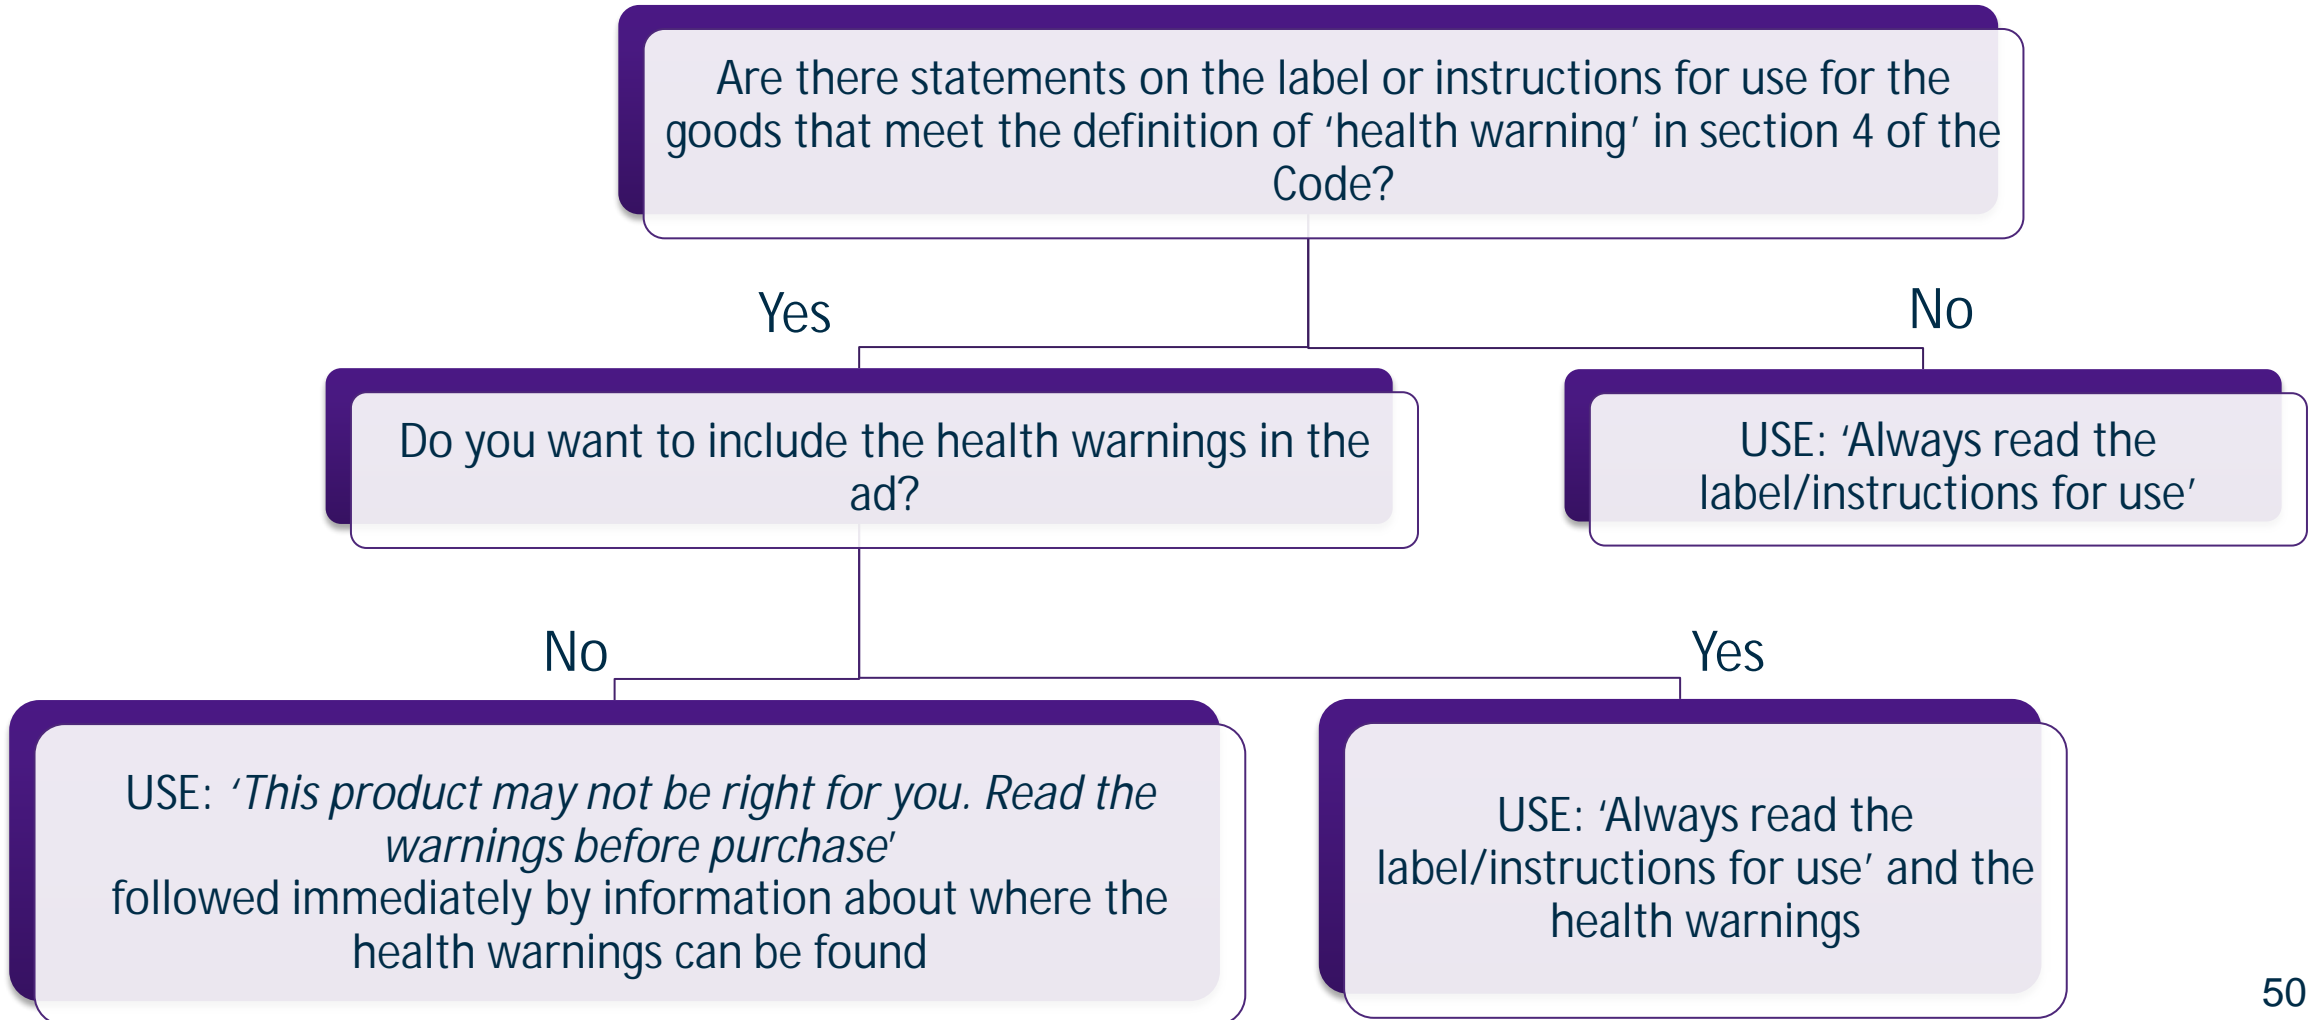 Are there statements on the label or instructions for use for the
goods that meet the definition of ‘health warning’ in section 4 of the
Code?
Yes
No
Do you want to include the health warnings in the
ad?
USE: ‘Always read the
label/instructions for use’
No
Yes
USE: ‘This product may not be right for you. Read the
warnings before purchase’
followed immediately by information about where the
health warnings can be found
USE: ‘Always read the
label/instructions for use’ and the
health warnings
50